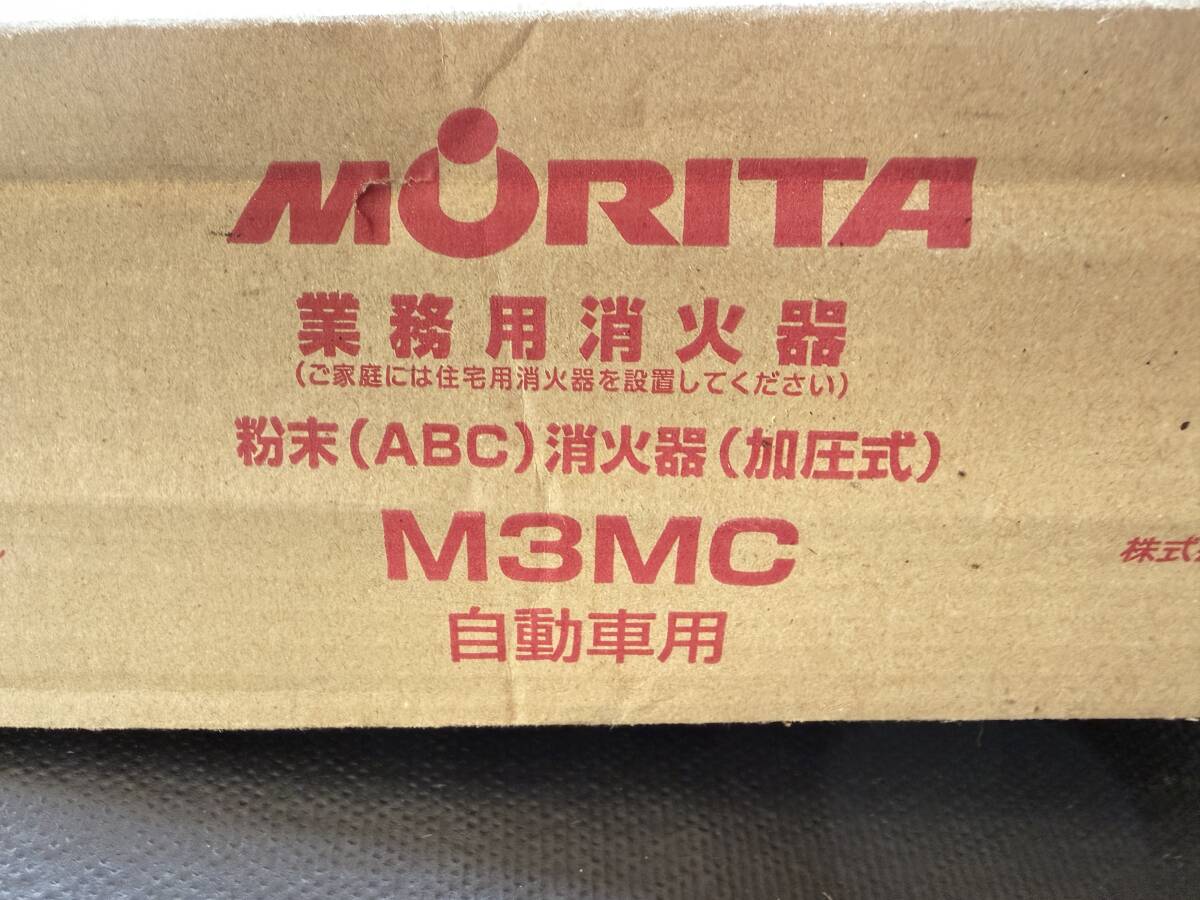 MORITA
業務用消火器
(ご家庭には住宅用消火器を設置してください)
粉末(ABC)消火器(加圧式)
M3MC
株式
自動車用